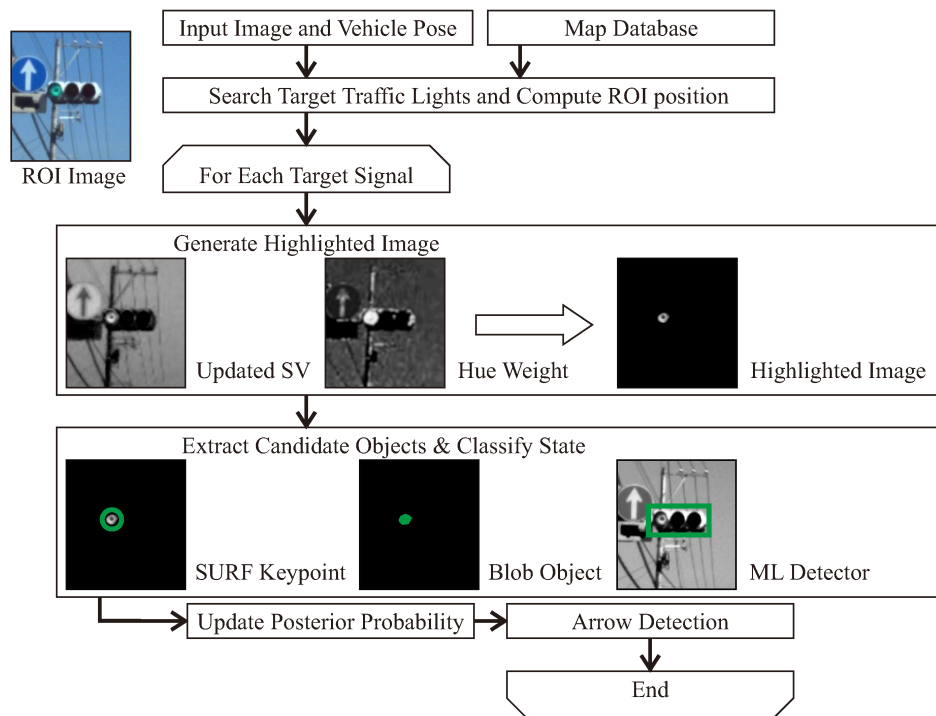 Input Image and Vehicle Pose
Map Database
Search Target Traffic Lights and Compute ROI position
ROI Image
For Each Target Signal
Generate Highlighted Image
Updated SV
Hue Weight
Highlighted Image
Extract Candidate Objects & Classify State
SURF Keypoint
Blob Object
ML Detector
Update Posterior Probability
Arrow Detection
End